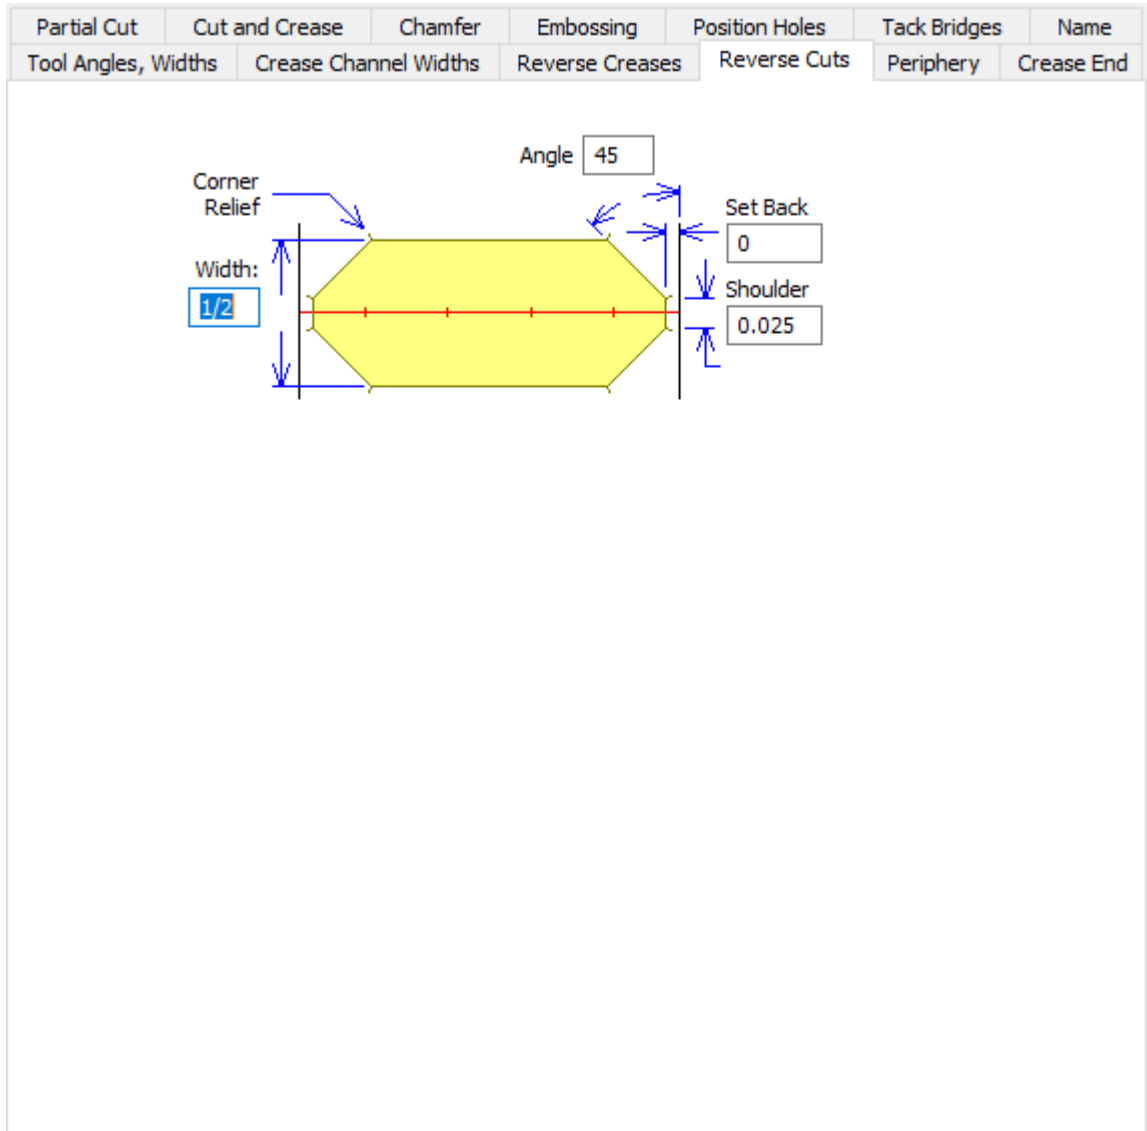 Partial Cut Cut and Crease Chamfer Embossing Position Holes Tack Bridges Name
Tool Angles, Widths Crease Channel Widths Reverse Creases Reverse Cuts Periphery Crease End
Angle 45
Corner
Relief
Set Back
0
Width:
1/2
Shoulder
0.025